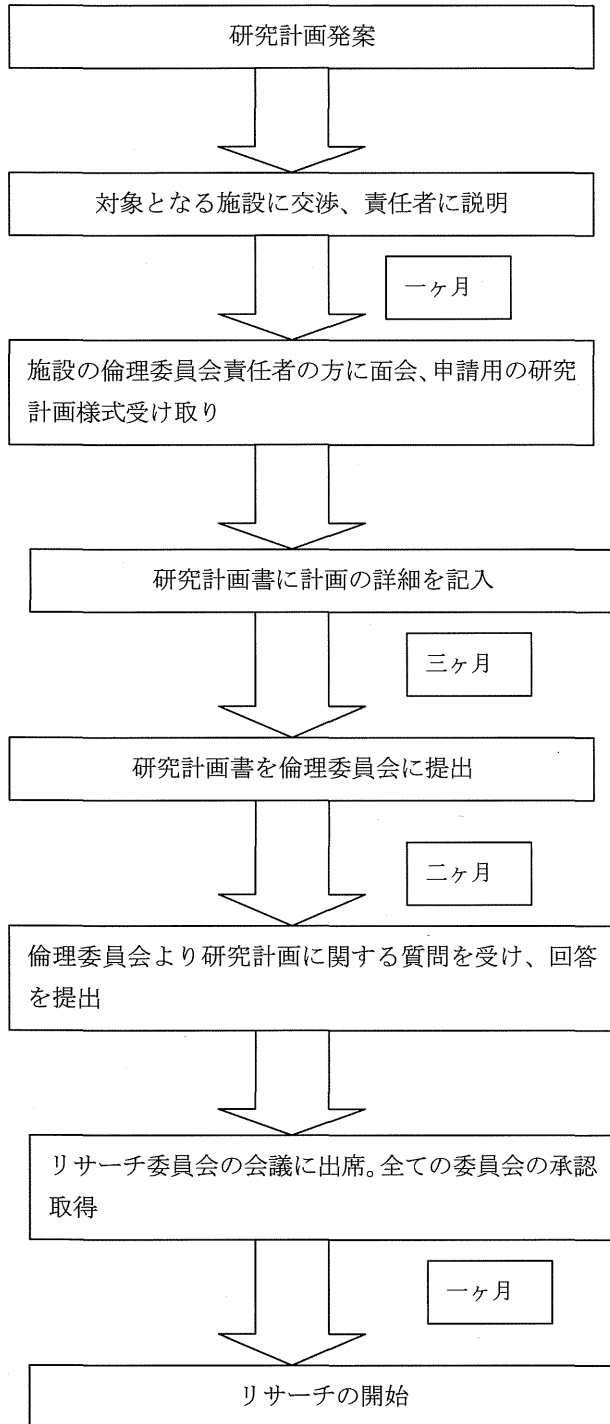 研究計画発案
対象となる施設に交渉、責任者に説明
一ヶ月
施設の倫理委員会責任者の方に面会、申請用の研究
計画様式受け取り
研究計画書に計画の詳細を記入
三ヶ月
研究計画書を倫理委員会に提出
二ヶ月
倫理委員会より研究計画に関する質問を受け、回答
を提出
リサーチ委員会の会議に出席。全ての委員会の承認
取得
一ヶ月
リサーチの開始